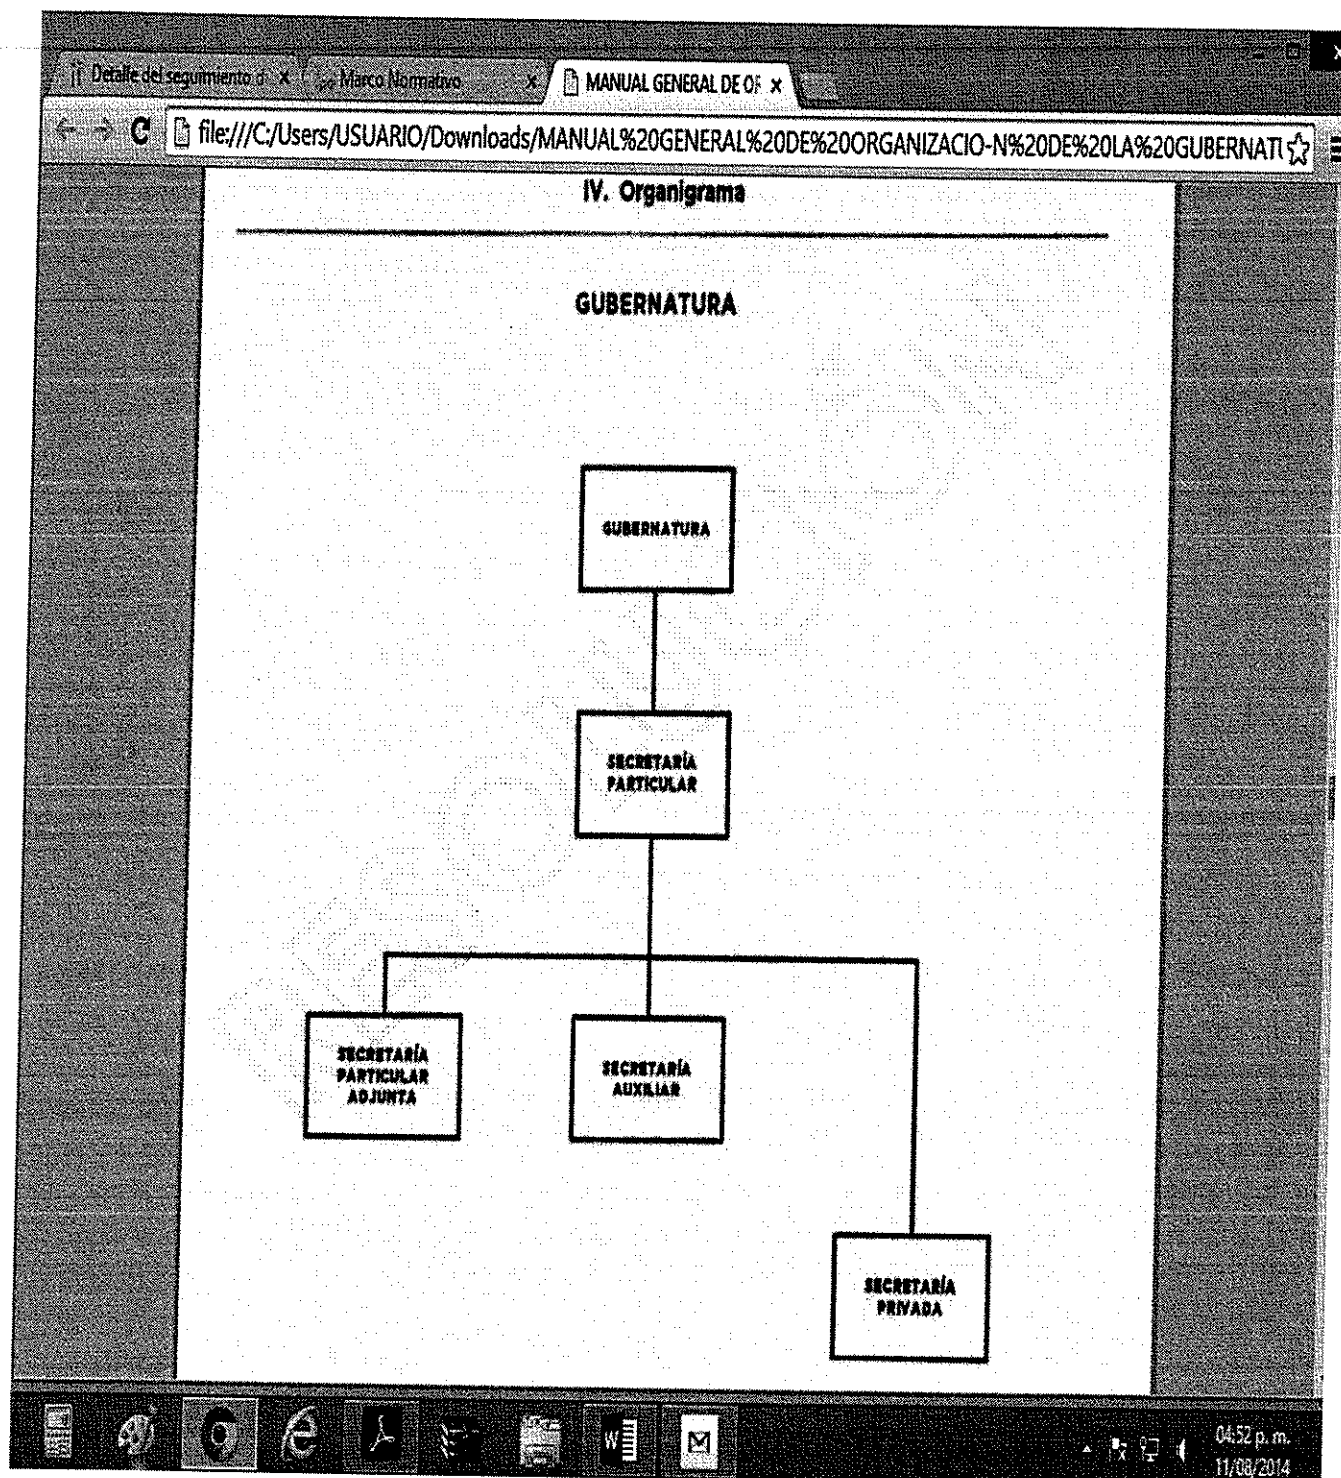 Detalle del seguimiento d
Marco Normativo
MANUAL GENERAL DE OF
file:///C:/Users/USUARIO/Downloads/MANUAL%20GENERAL%20DE%20ORGANIZACIO-N%20DE%20LA%20GUBERNATU
IV. Organigrama
GUBERNATURA
GUBERNATURA
SECRETARÍA
PARTICULAR
SECRETARÍA
PARTICULAR
ADJUNTA
SECRETARÍA
AUXILIAR
SECRETARÍA
PRIVADA
04:52 p. m.
11/08/2014